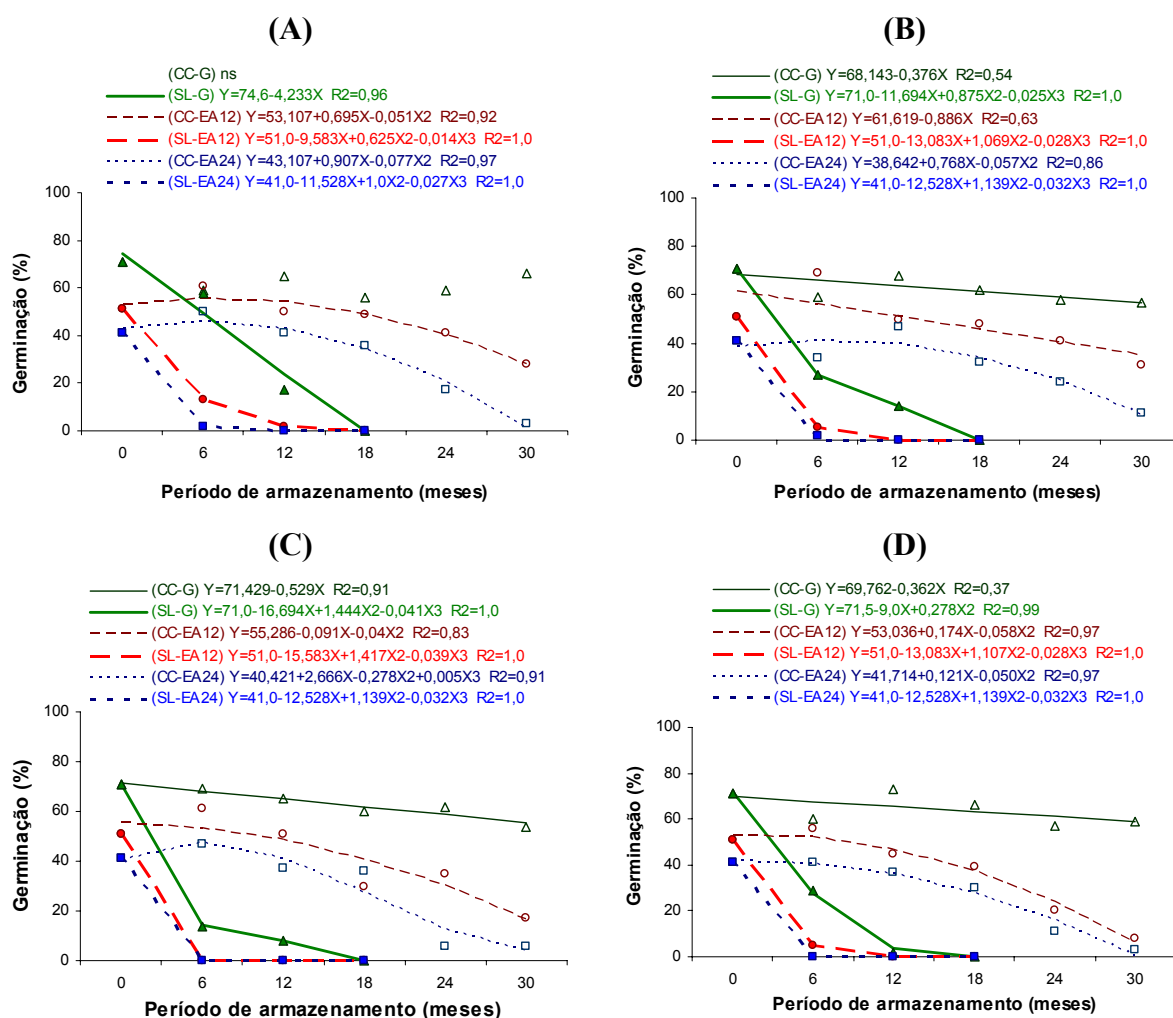 (A)
(CC-G) ns
(SL-G) Y=74,6-4,233X R2=0,96
(CC-EA12) Y=53,107+0,695X-0,051X2 R2=0,92
(SL-EA12) Y=51,0-9,583X+0,625X2-0,014X3 R2=1,0
(CC-EA24) Y=43,107+0,907X-0,077X2 R2=0,97
(SL-EA24) Y=41,0-11,528X+1,0X2-0,027X3 R2=1,0
100
80
60
40
20
0
Germinação (%)
0 6 12 18 24 30
Período de armazenamento (meses)
(B)
(CC-G) Y=68,143-0,376X R2=0,54
(SL-G) Y=71,0-11,694X+0,875X2-0,025X3 R2=1,0
(CC-EA12) Y=61,619-0,886X R2=0,63
(SL-EA12) Y=51,0-13,083X+1,069X2-0,028X3 R2=1,0
(CC-EA24) Y=38,642+0,768X-0,057X2 R2=0,86
(SL-EA24) Y=41,0-12,528X+1,139X2-0,032X3 R2=1,0
100
80
60
40
20
0
Germinação (%)
0 6 12 18 24 30
Período de armazenamento (meses)
(C)
(CC-G) Y=71,429-0,529X R2=0,91
(SL-G) Y=71,0-16,694X+1,444X2-0,041X3 R2=1,0
(CC-EA12) Y=55,286-0,091X-0,04X2 R2=0,83
(SL-EA12) Y=51,0-15,583X+1,417X2-0,039X3 R2=1,0
(CC-EA24) Y=40,421+2,666X-0,278X2+0,005X3 R2=0,91
(SL-EA24) Y=41,0-12,528X+1,139X2-0,032X3 R2=1,0
100
80
60
40
20
0
Germinação (%)
0 6 12 18 24 30
Período de armazenamento (meses)
(D)
(CC-G) Y=69,762-0,362X R2=0,37
(SL-G) Y=71,5-9,0X+0,278X2 R2=0,99
(CC-EA12) Y=53,036+0,174X-0,058X2 R2=0,97
(SL-EA12) Y=51,0-13,083X+1,107X2-0,028X3 R2=1,0
(CC-EA24) Y=41,714+0,121X-0,050X2 R2=0,97
(SL-EA24) Y=41,0-12,528X+1,139X2-0,032X3 R2=1,0
100
80
60
40
20
0
Germinação (%)
0 6 12 18 24 30
Período de armazenamento (meses)